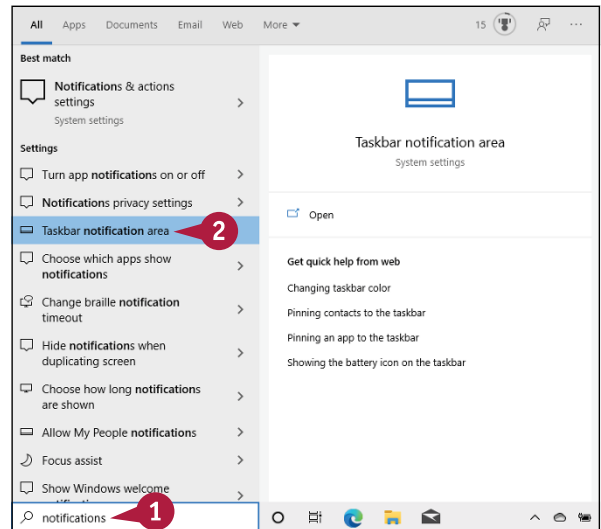 All Apps Documents Email Web More 15 ...
Best match
Notifications & actions
settings
System settings
Settings
Turn app notifications on or off
Notifications privacy settings
Taskbar notification area
2
Choose which apps show
notifications
Change braille notification
timeout
Hide notifications when
duplicating screen
Choose how long notifications
are shown
Allow My People notifications
Focus assist
Show Windows welcome
notifications
1
Taskbar notification area
System settings
Open
Get quick help from web
Changing taskbar color
Pinning contacts to the taskbar
Pinning an app to the taskbar
Showing the battery icon on the taskbar